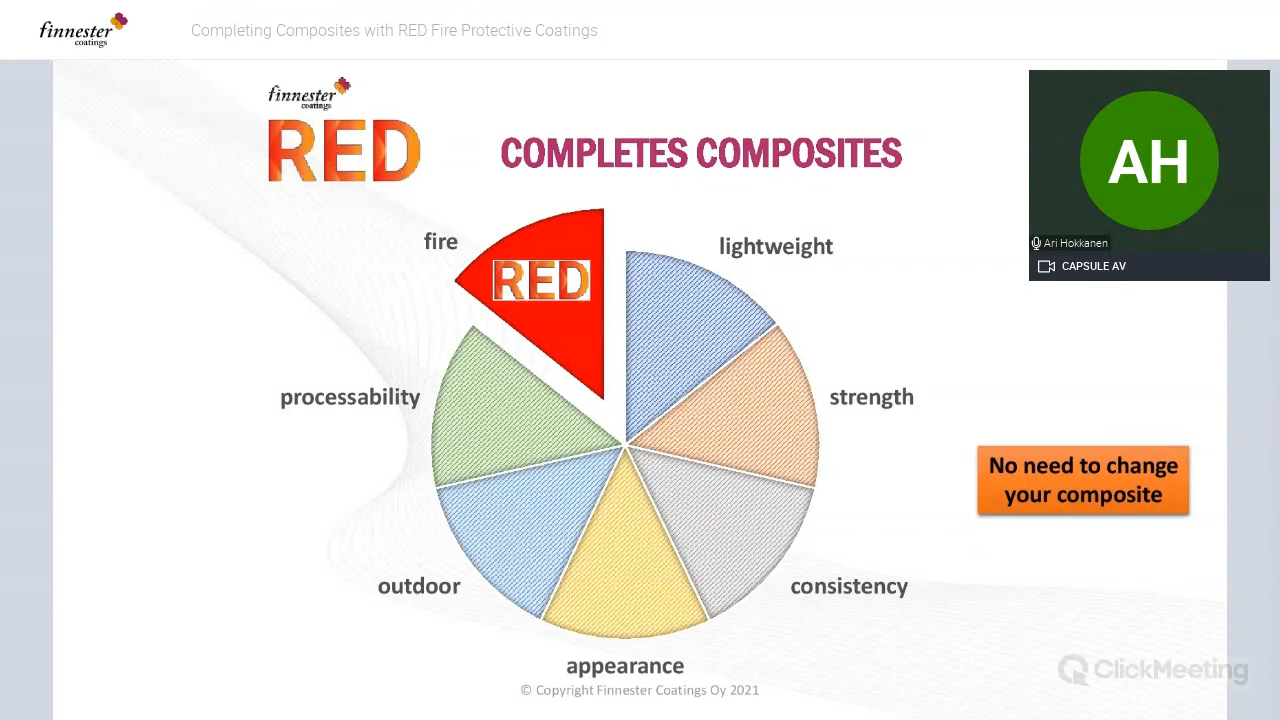 finnester
coatings
Completing Composites with RED Fire Protective Coatings
finnester
coatings
RED
COMPLETES COMPOSITES
AH
Ari Hokkanen
CAPSULE AV
fire
RED
lightweight
processability
strength
No need to change
your composite
outdoor
consistency
appearance
© Copyright Finnester Coatings Oy 2021
ClickMeeting